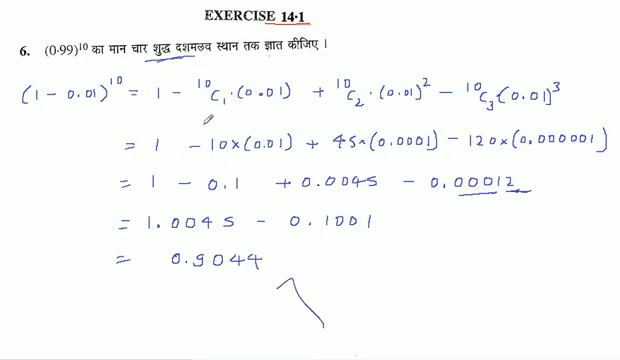 EXERCISE 14·1
6. (0·99)¹⁰ का मान चार शुद्ध दशमलव स्थान तक ज्ञात कीजिए ।
(1 - 0.01)¹⁰ = 1 - ¹⁰C₁·(0.01) + ¹⁰C₂·(0.01)² - ¹⁰C₃(0.01)³
= 1 - 10×(0.01) + 45×(0.0001) - 120×(0.000001)
= 1 - 0.1 + 0.0045 - 0.00012
= 1.0045 - 0.1001
= 0.9044